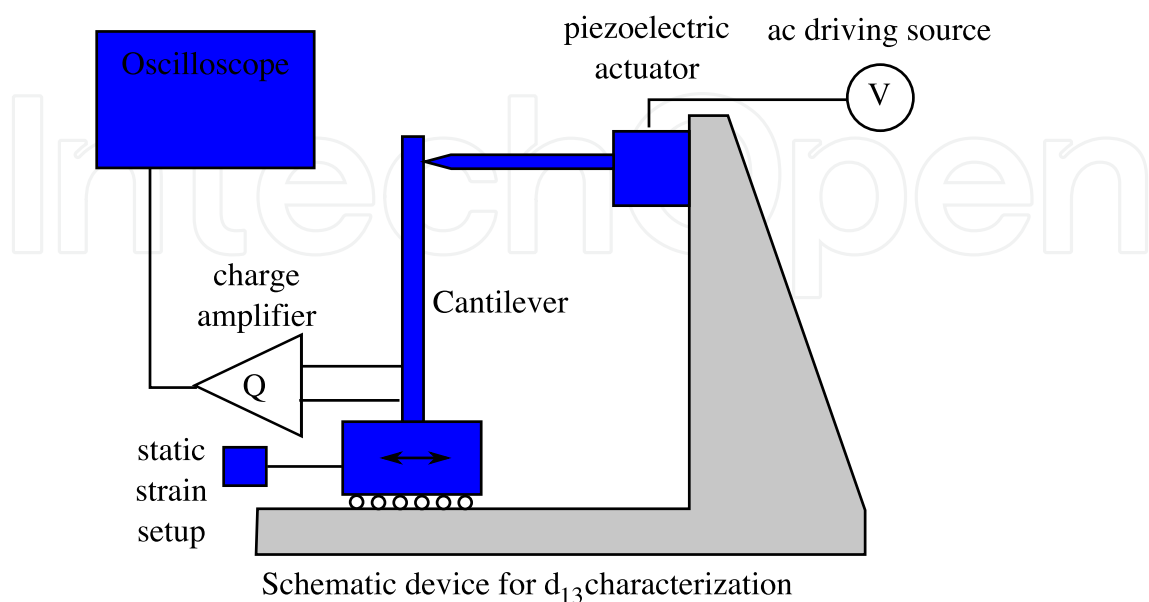 piezoelectric
actuator
ac driving source
V
Oscilloscope
IntechOpen
Cantilever
charge
amplifier
Q
static
strain
setup
Schematic device for d₁₃characterization